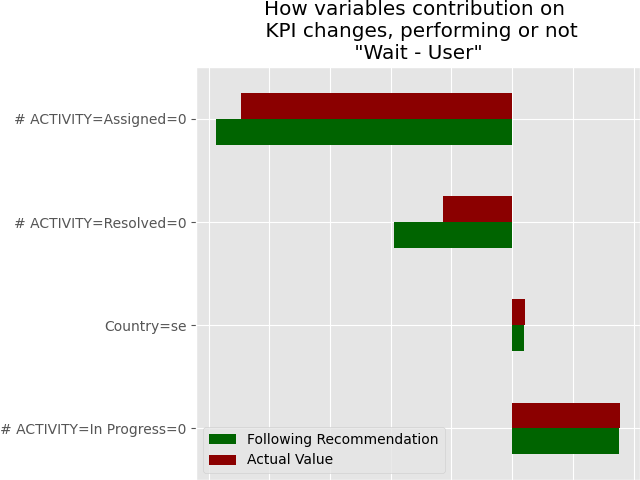 How variables contribution on
KPI changes, performing or not
"Wait - User"
# ACTIVITY=Assigned=0
# ACTIVITY=Resolved=0
Country=se
# ACTIVITY=In Progress=0
Following Recommendation
Actual Value